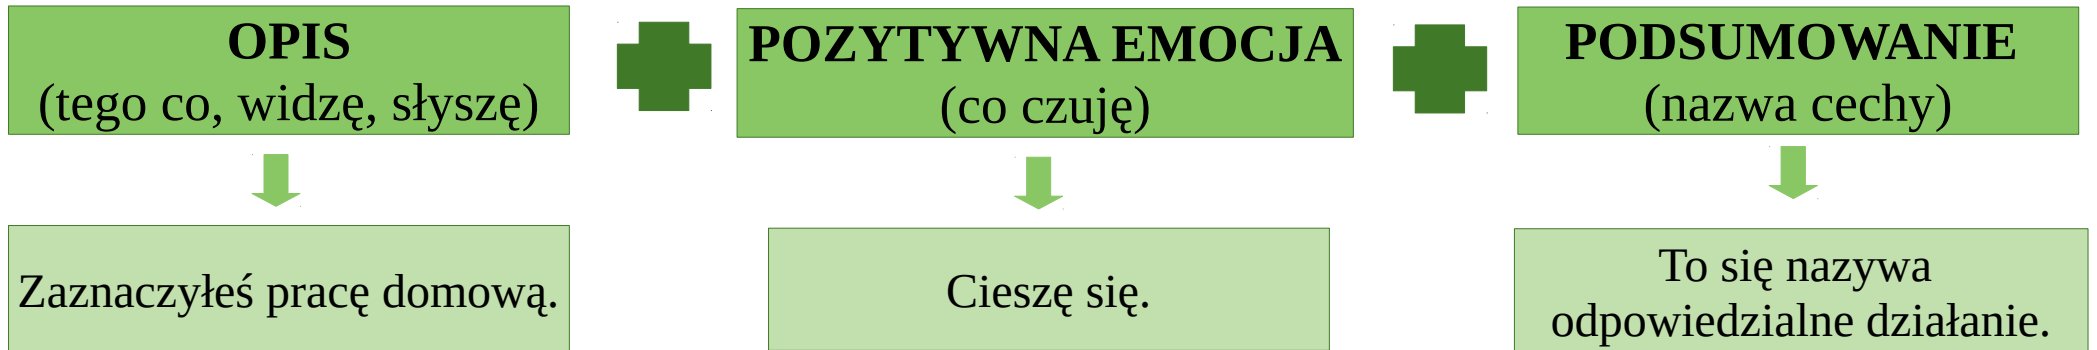 OPIS
(tego co, widzę, słyszę)
POZYTYWNA EMOCJA
(co czuję)
PODSUMOWANIE
(nazwa cechy)
Zaznaczyłeś pracę domową.
Cieszę się.
To się nazywa
odpowiedzialne działanie.